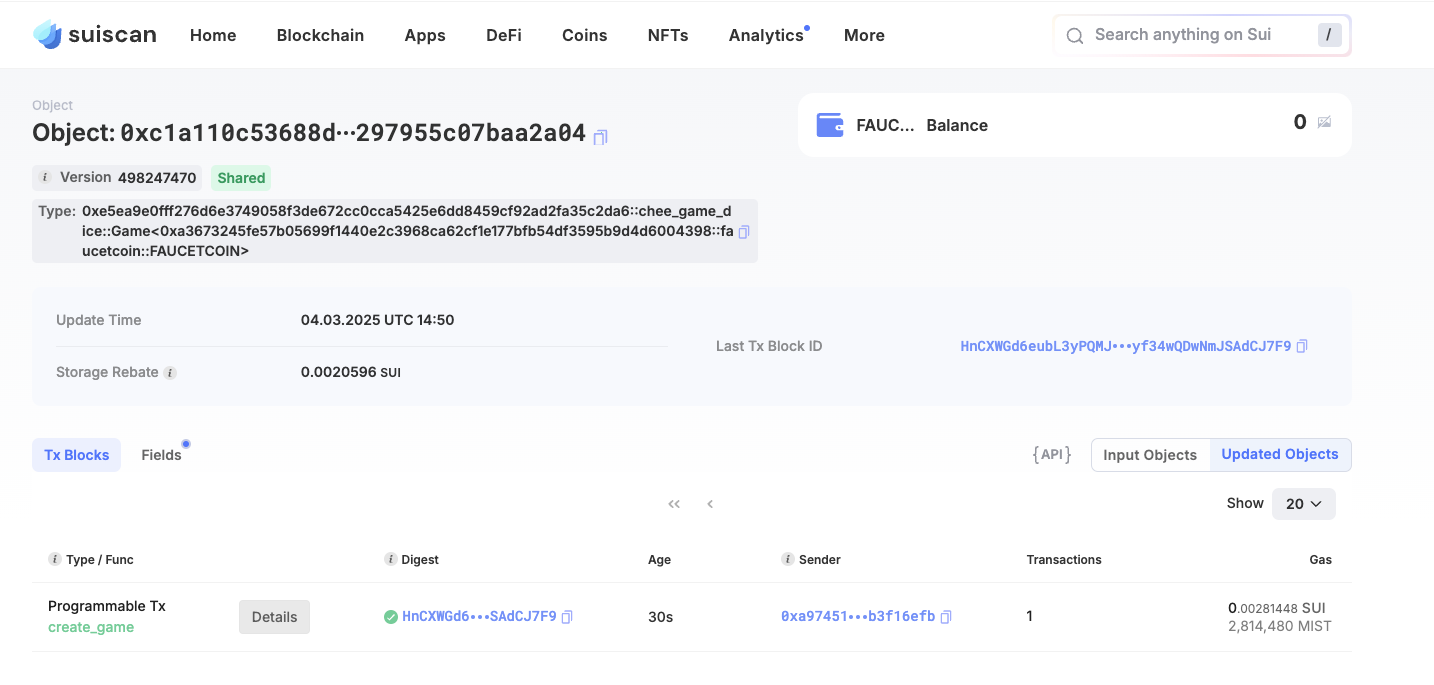 suiscan Home Blockchain Apps DeFi Coins NFTs Analytics More Search anything on Sui /
Object
Object: 0xc1a110c53688d···297955c07baa2a04
FAUC... Balance 0
i Version 498247470 Shared
Type: 0xe5ea9e0fff276d6e3749058f3de672cc0cca5425e6dd8459cf92ad2fa35c2da6::chee_game_d
ice::Game<0xa3673245fe57b05699f1440e2c3968ca62cf1e177bfb54df3595b9d4d6004398::fa
ucetcoin::FAUCETCOIN>
Update Time 04.03.2025 UTC 14:50
Last Tx Block ID HnCXWGd6eubL3yPQMJ···yf34wQDwNmJSAdCJ7F9
Storage Rebate i 0.0020596 SUI
Tx Blocks Fields {API} Input Objects Updated Objects
Show 20
i Type / Func i Digest Age i Sender Transactions Gas
Programmable Tx Details HnCXWGd6···SAdCJ7F9 30s 0xa97451···b3f16efb 1 0.00281448 SUI
create_game 2,814,480 MIST